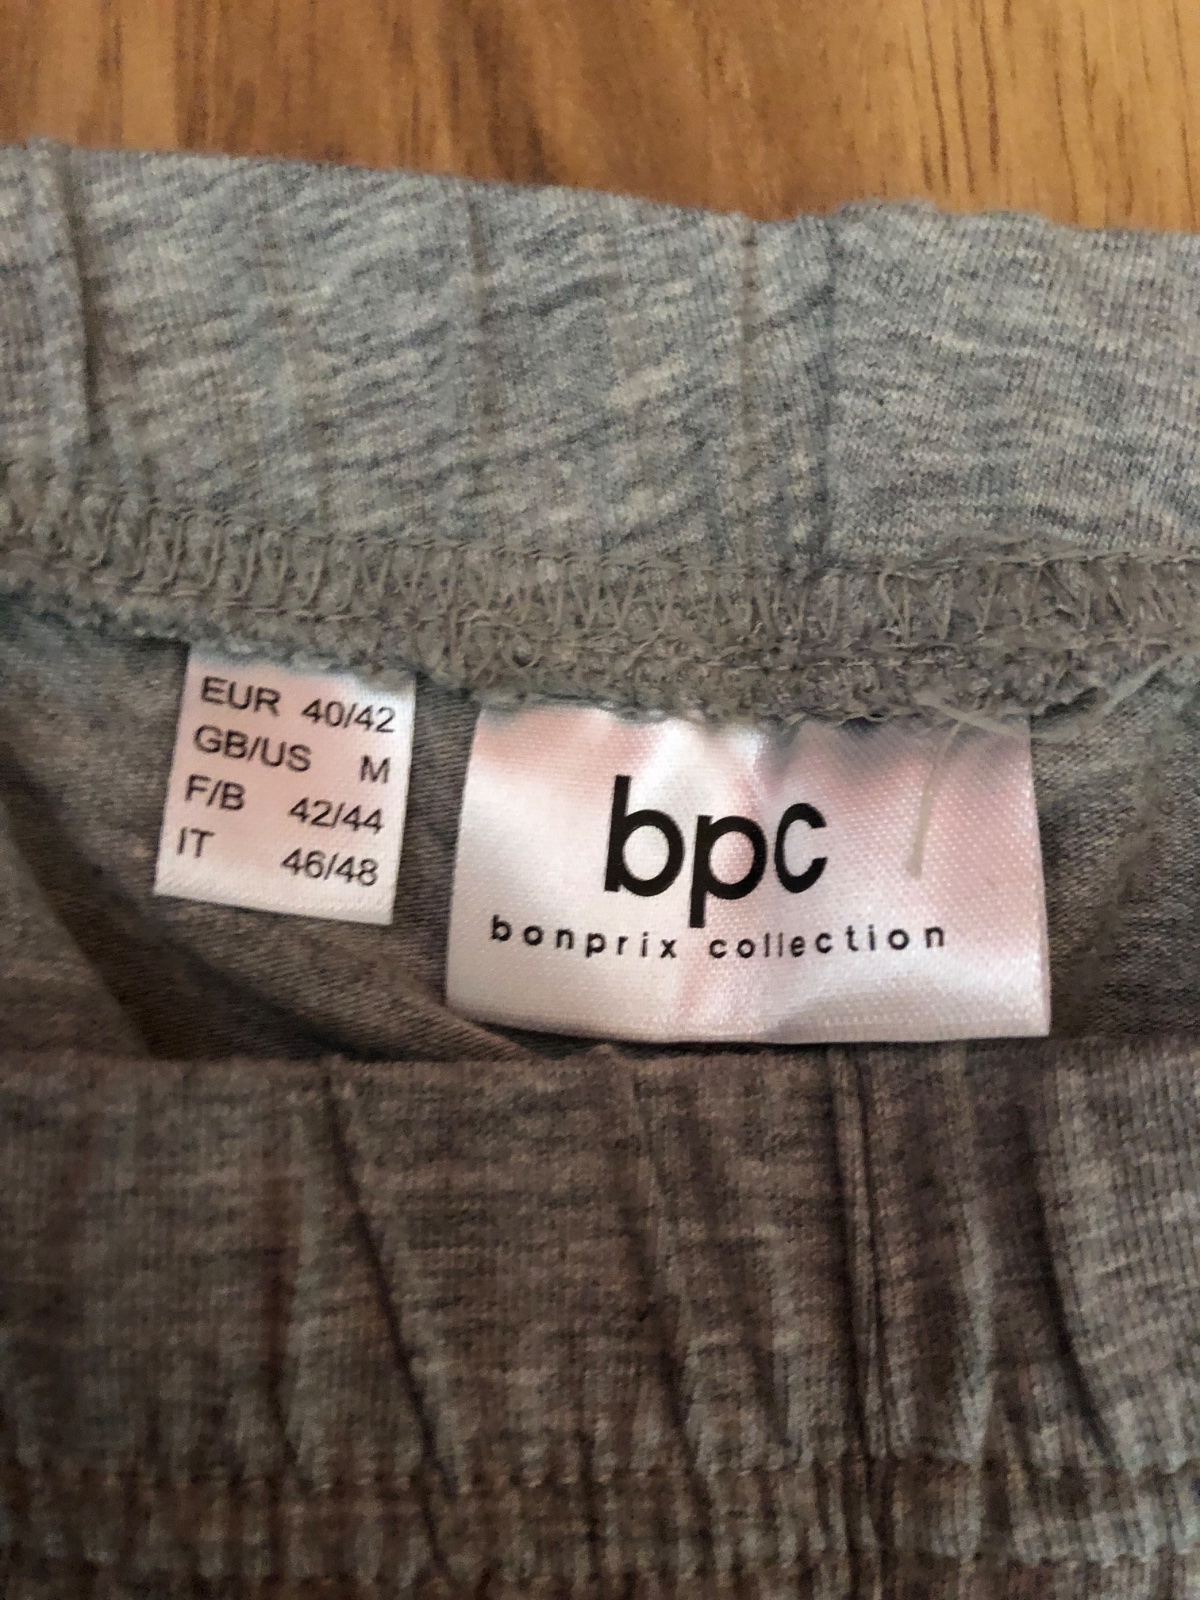 EUR 40/42
GB/US M
F/B 42/44
IT 46/48
bpc
bonprix collection